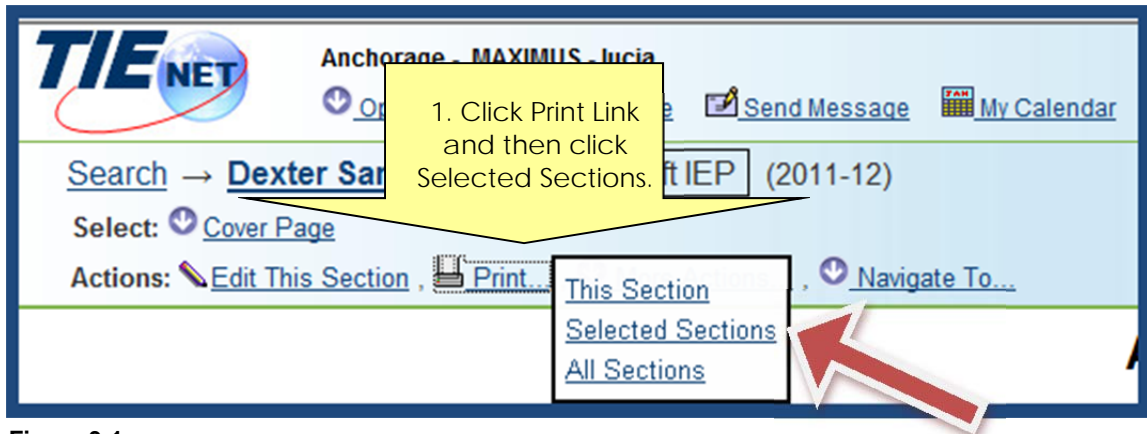 TIE NET
Anchorage - MAXIMUS - lucia
Send Message My Calendar
1. Click Print Link
and then click
Selected Sections.
Search → Dexter IEP (2011-12)
Select: Cover Page
Actions: Edit This Section , Print... , Navigate To...
This Section
Selected Sections
All Sections